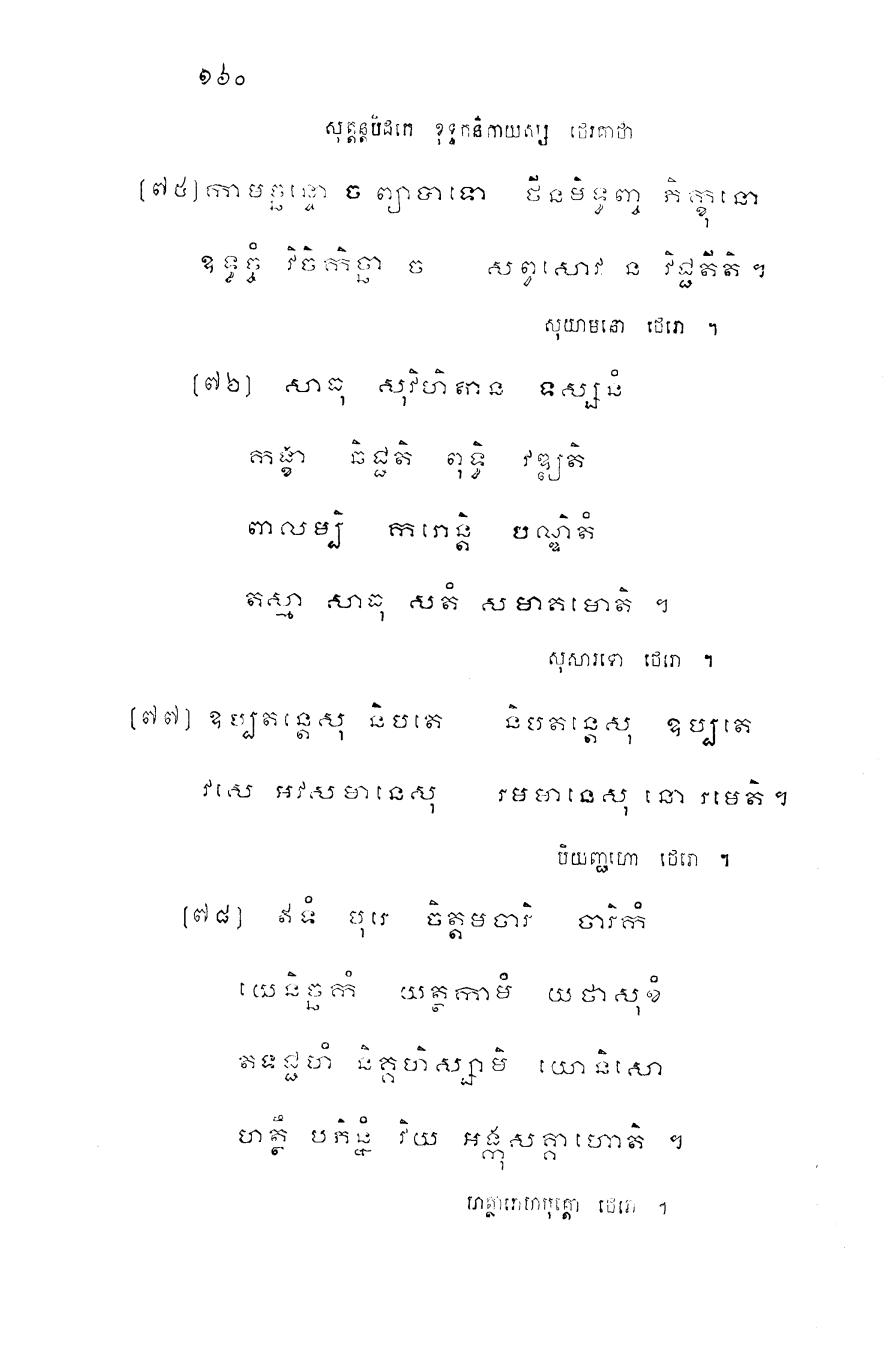 ១៦០
សុត្តន្តបិដកេ ខុទ្ទកនិកាយស្ស ថេរគាថា
(៧៥) កាមច្ឆន្ទោ ច ព្យាបាទោ ថីនមិទ្ធញ្ច ភិក្ខុនោ
ឧទ្ធច្ចំ វិចិកិច្ឆា ច សព្វសោវ ន វិជ្ជតីតិ ។
សុយាមនោ ថេរោ ។
(៧៦) សាធុ សុវិហិតាន ទស្សនំ
កង្ខា ឆិជ្ជតិ ពុទ្ធិ វឌ្ឍតិ
ពាលម្បិ ករោន្តិ បណ្ឌិតំ
តស្មា សាធុ សតំ សមាគមោតិ ។
សុសារទោ ថេរោ ។
(៧៧) ឧប្បតន្តេសុ និបតេ និបតន្តេសុ ឧប្បតេ
វសេ អវសមានេសុ រមមានេសុ នោ រមេតិ ។
បិយញ្ជហោ ថេរោ ។
(៧៨) ឥទំ បុរេ ចិត្តមចារិ ចារិកំ
យេនិច្ឆកំ យត្ថកាមំ យថាសុខំ
តទជ្ជហំ និគ្គហិស្សាមិ យោនិសោ
ហត្ថឹ បភិន្នំ វិយ អង្កុសគ្គហោតិ ។
ហត្ថារោហបុត្តោ ថេរោ ។